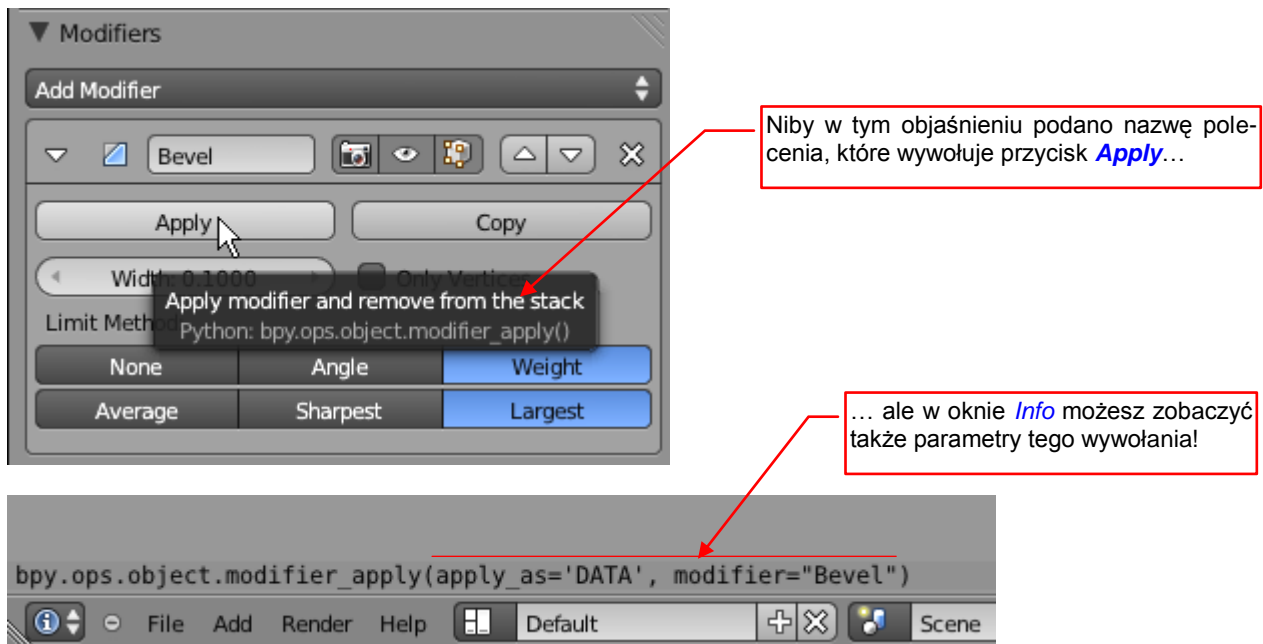 Modifiers
Add Modifier
Bevel
Apply
Copy
Width: 0.1000
Only Vertices
Apply modifier and remove from the stack
Python: bpy.ops.object.modifier_apply()
Limit Method
None
Angle
Weight
Average
Sharpest
Largest
Niby w tym objaśnieniu podano nazwę pole-
cenia, które wywołuje przycisk Apply…
… ale w oknie Info możesz zobaczyć
także parametry tego wywołania!
bpy.ops.object.modifier_apply(apply_as='DATA', modifier="Bevel")
File Add Render Help Default Scene